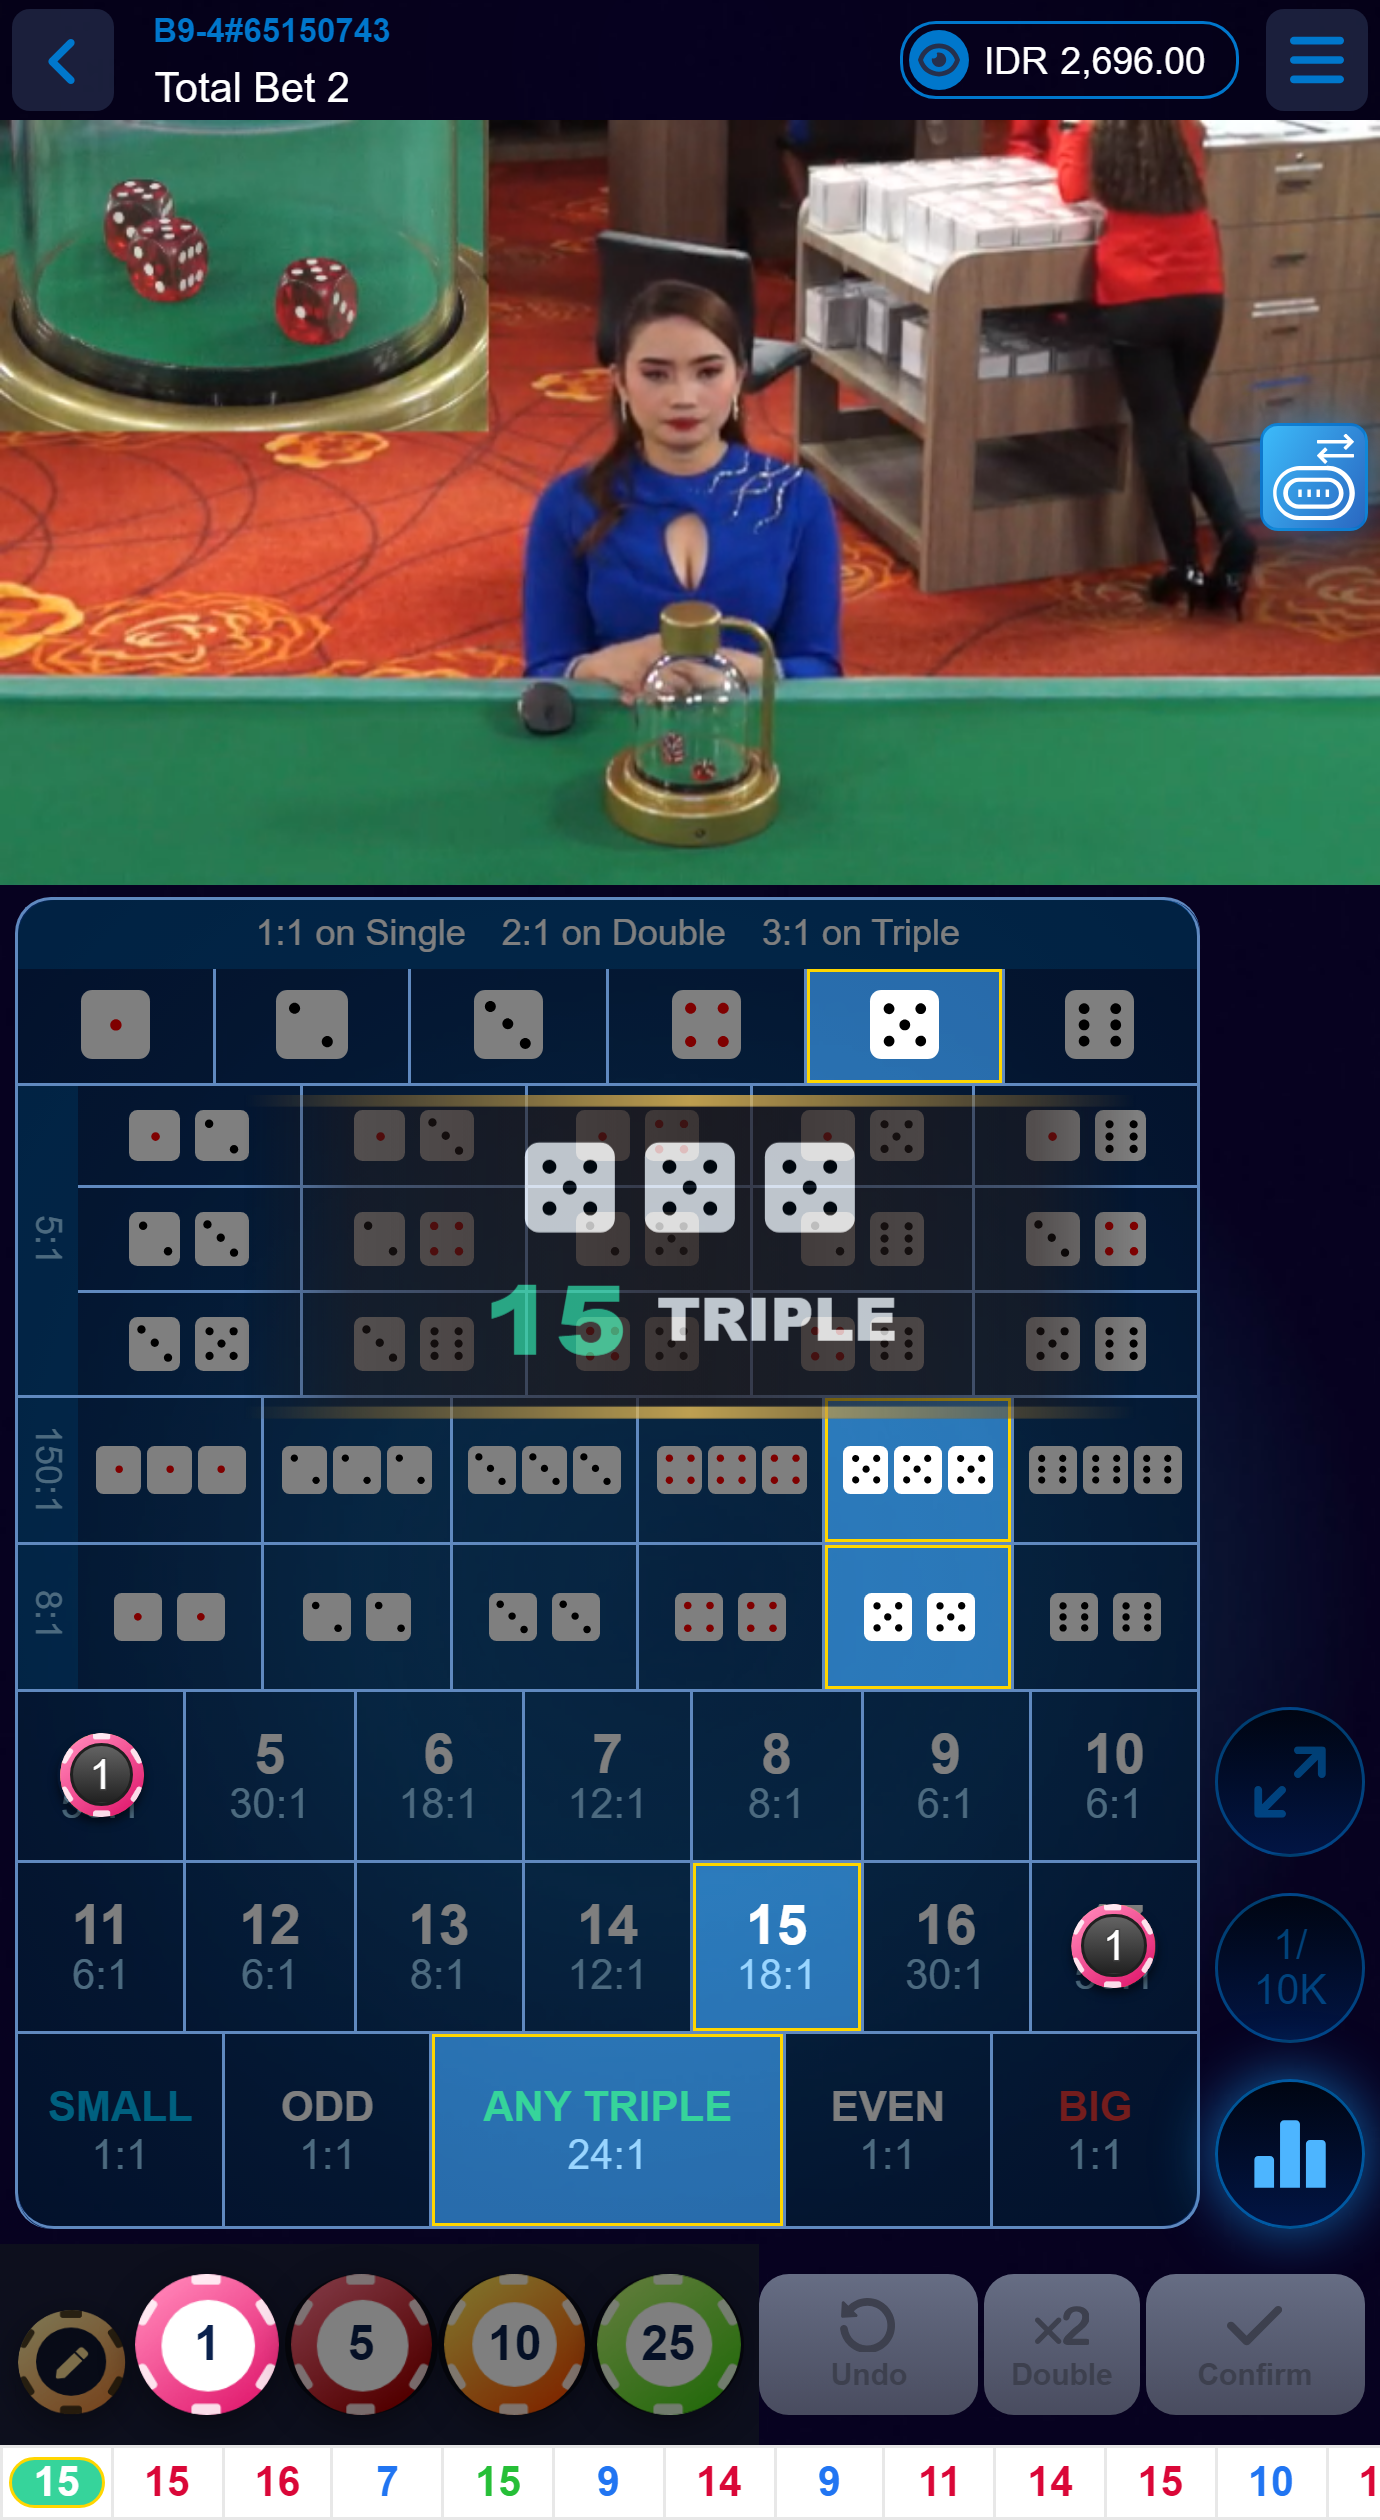 B9-4#65150743
Total Bet 2
IDR 2,696.00
1:1 on Single 2:1 on Double 3:1 on Triple
5:1
15 TRIPLE
150:1
8:1
1 5 6 7 8 9 10
30:1 18:1 12:1 8:1 6:1 6:1
11 12 13 14 15 16 1
6:1 6:1 8:1 12:1 18:1 30:1
1/
10K
SMALL ODD ANY TRIPLE EVEN BIG
1:1 1:1 24:1 1:1 1:1
1 5 10 25
x2
Undo Double Confirm
15 15 16 7 15 9 14 9 11 14 15 10